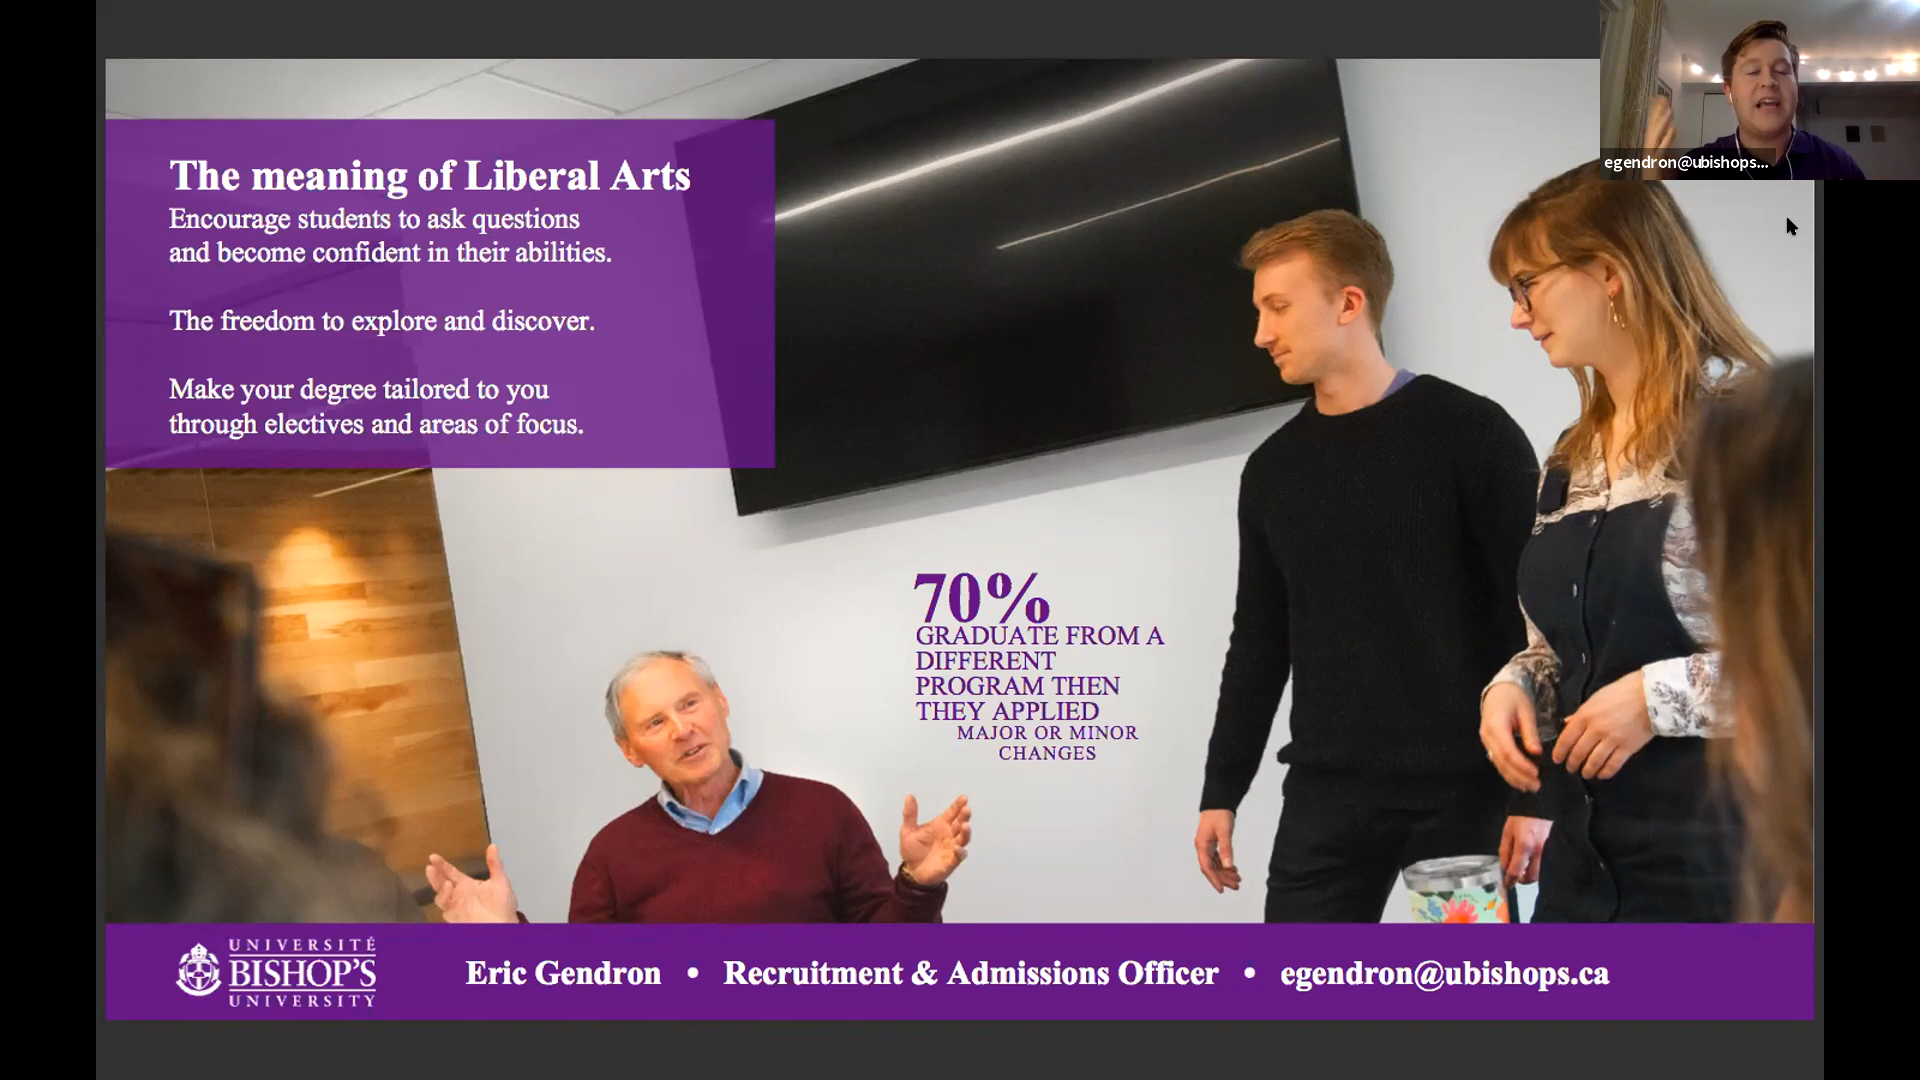 egendron@ubishops...
The meaning of Liberal Arts
Encourage students to ask questions
and become confident in their abilities.
The freedom to explore and discover.
Make your degree tailored to you
through electives and areas of focus.
70%
GRADUATE FROM A
DIFFERENT
PROGRAM THEN
THEY APPLIED
MAJOR OR MINOR
CHANGES
UNIVERSITÉ
BISHOP'S
UNIVERSITY
Eric Gendron • Recruitment & Admissions Officer • egendron@ubishops.ca